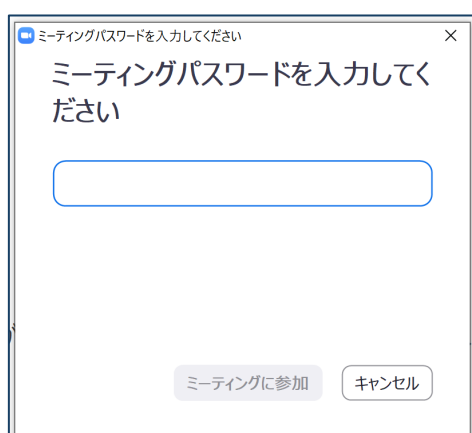 ミーティングパスワードを入力してください
ミーティングパスワードを入力してく
ださい
ミーティングに参加
キャンセル